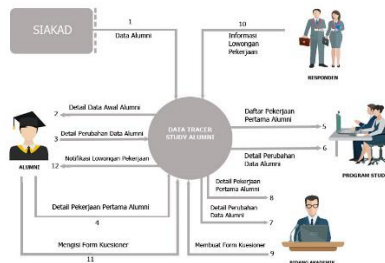 SIAKAD
1
Data Alumni
10
Informasi
Lowongan
Pekerjaan
RESPONDEN
2
Detail Data Awal Alumni
3
Detail Perubahan Data Alumni
12
Notifikasi Lowongan Pekerjaan
ALUMNI
DATA TRACER
STUDY ALUMNI
Daftar Pekerjaan
Pertama Alumni
5
6
Detail Perubahan
Data Alumni
PROGRAM STUDI
Detail Pekerjaan
Pertama Alumni
8
Detail Perubahan
Data Alumni
7
Detail Pekerjaan Pertama Alumni
4
Mengisi Form Kuesioner
11
Membuat Form Kuesioner
9
BIDANG AKADEMIK